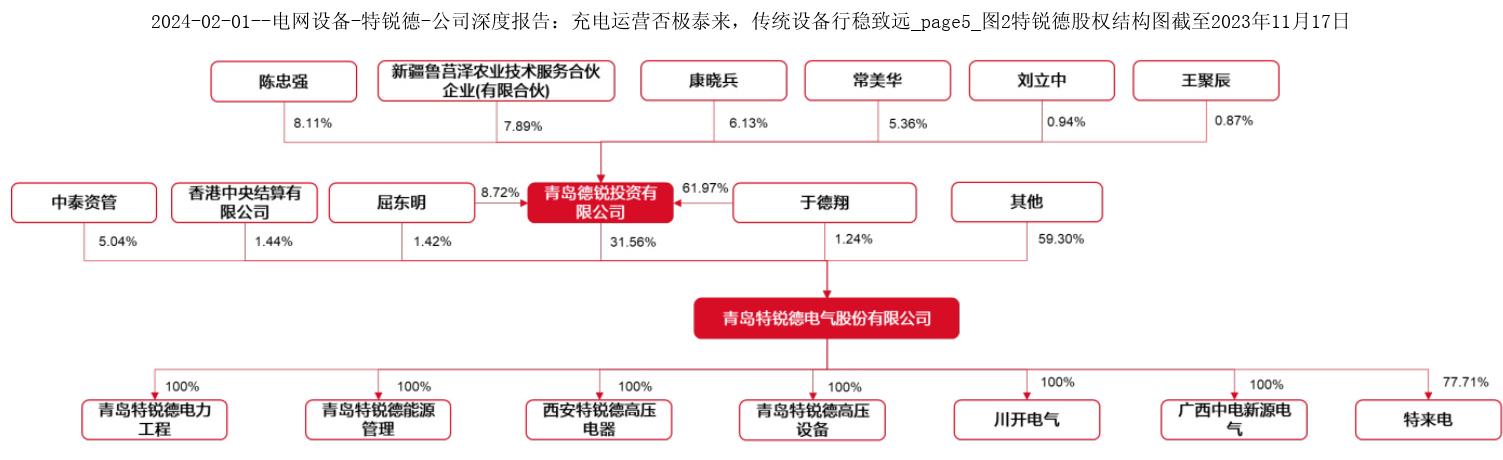 2024-02-01--电网设备-特锐德-公司深度报告：充电运营否极泰来，传统设备行稳致远_page5_图2特锐德股权结构图截至2023年11月17日
陈忠强
新疆鲁莒泽农业技术服务合伙
企业(有限合伙)
康晓兵
常美华
刘立中
王聚辰
8.11%
7.89%
6.13%
5.36%
0.94%
0.87%
中泰资管
香港中央结算有
限公司
屈东明
8.72%
青岛德锐投资有
限公司
61.97%
于德翔
其他
5.04%
1.44%
1.42%
31.56%
1.24%
59.30%
青岛特锐德电气股份有限公司
100%
100%
100%
100%
100%
100%
77.71%
青岛特锐德电力
工程
青岛特锐德能源
管理
西安特锐德高压
电器
青岛特锐德高压
设备
川开电气
广西中电新源电
气
特来电